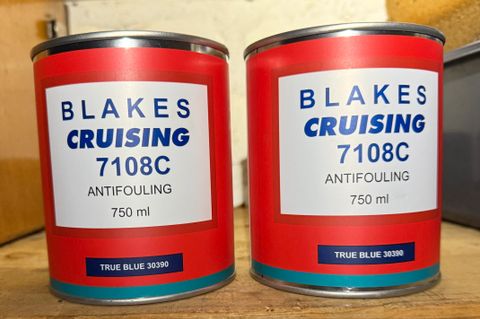 BLAKES
CRUISING
7108C
ANTIFOULING
750 ml
TRUE BLUE 30390
BLAKES
CRUISING
7108C
ANTIFOULING
750 ml
TRUE BLUE 30390